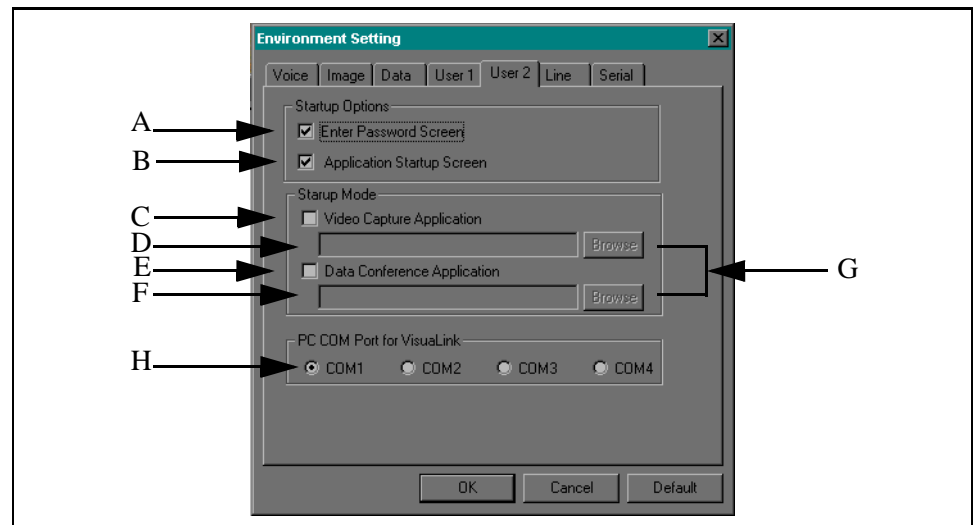 Environment Setting
Voice Image Data User 1 User 2 Line Serial
Startup Options
A Enter Password Screen
B Application Startup Screen
Starup Mode
C Video Capture Application
D Browse
E Data Conference Application
G
F Browse
PC COM Port for VisuaLink
H COM1 COM2 COM3 COM4
OK Cancel Default